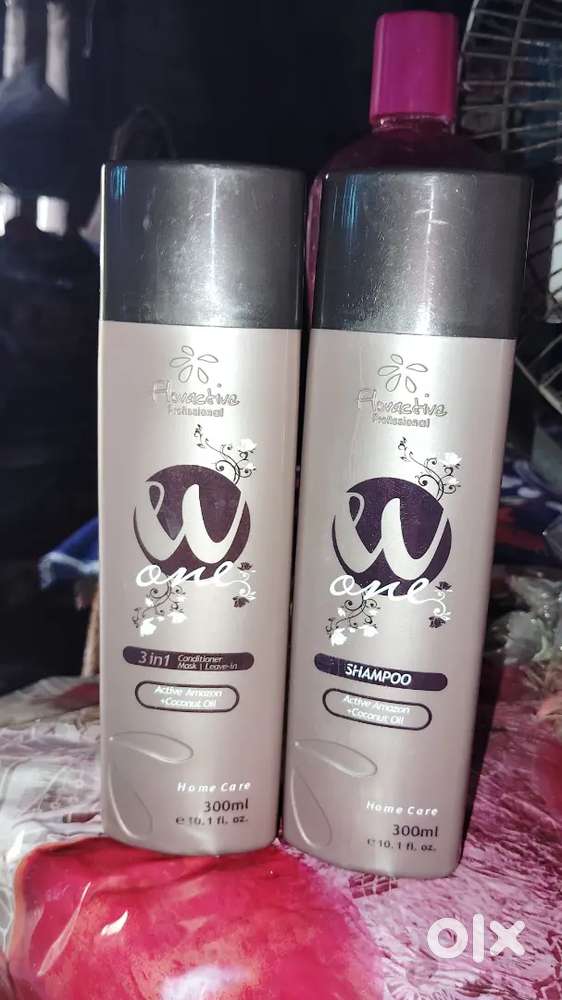 Floractive
Professional
W
one
3 in 1 Conditioner
Mask | Leave-in
Active Amazon
+Coconut Oil
Home Care
300ml
e 10.1 fl. oz.
Floractive
Professional
W
one
SHAMPOO
Active Amazon
+Coconut Oil
Home Care
300ml
e 10.1 fl. oz.
olx